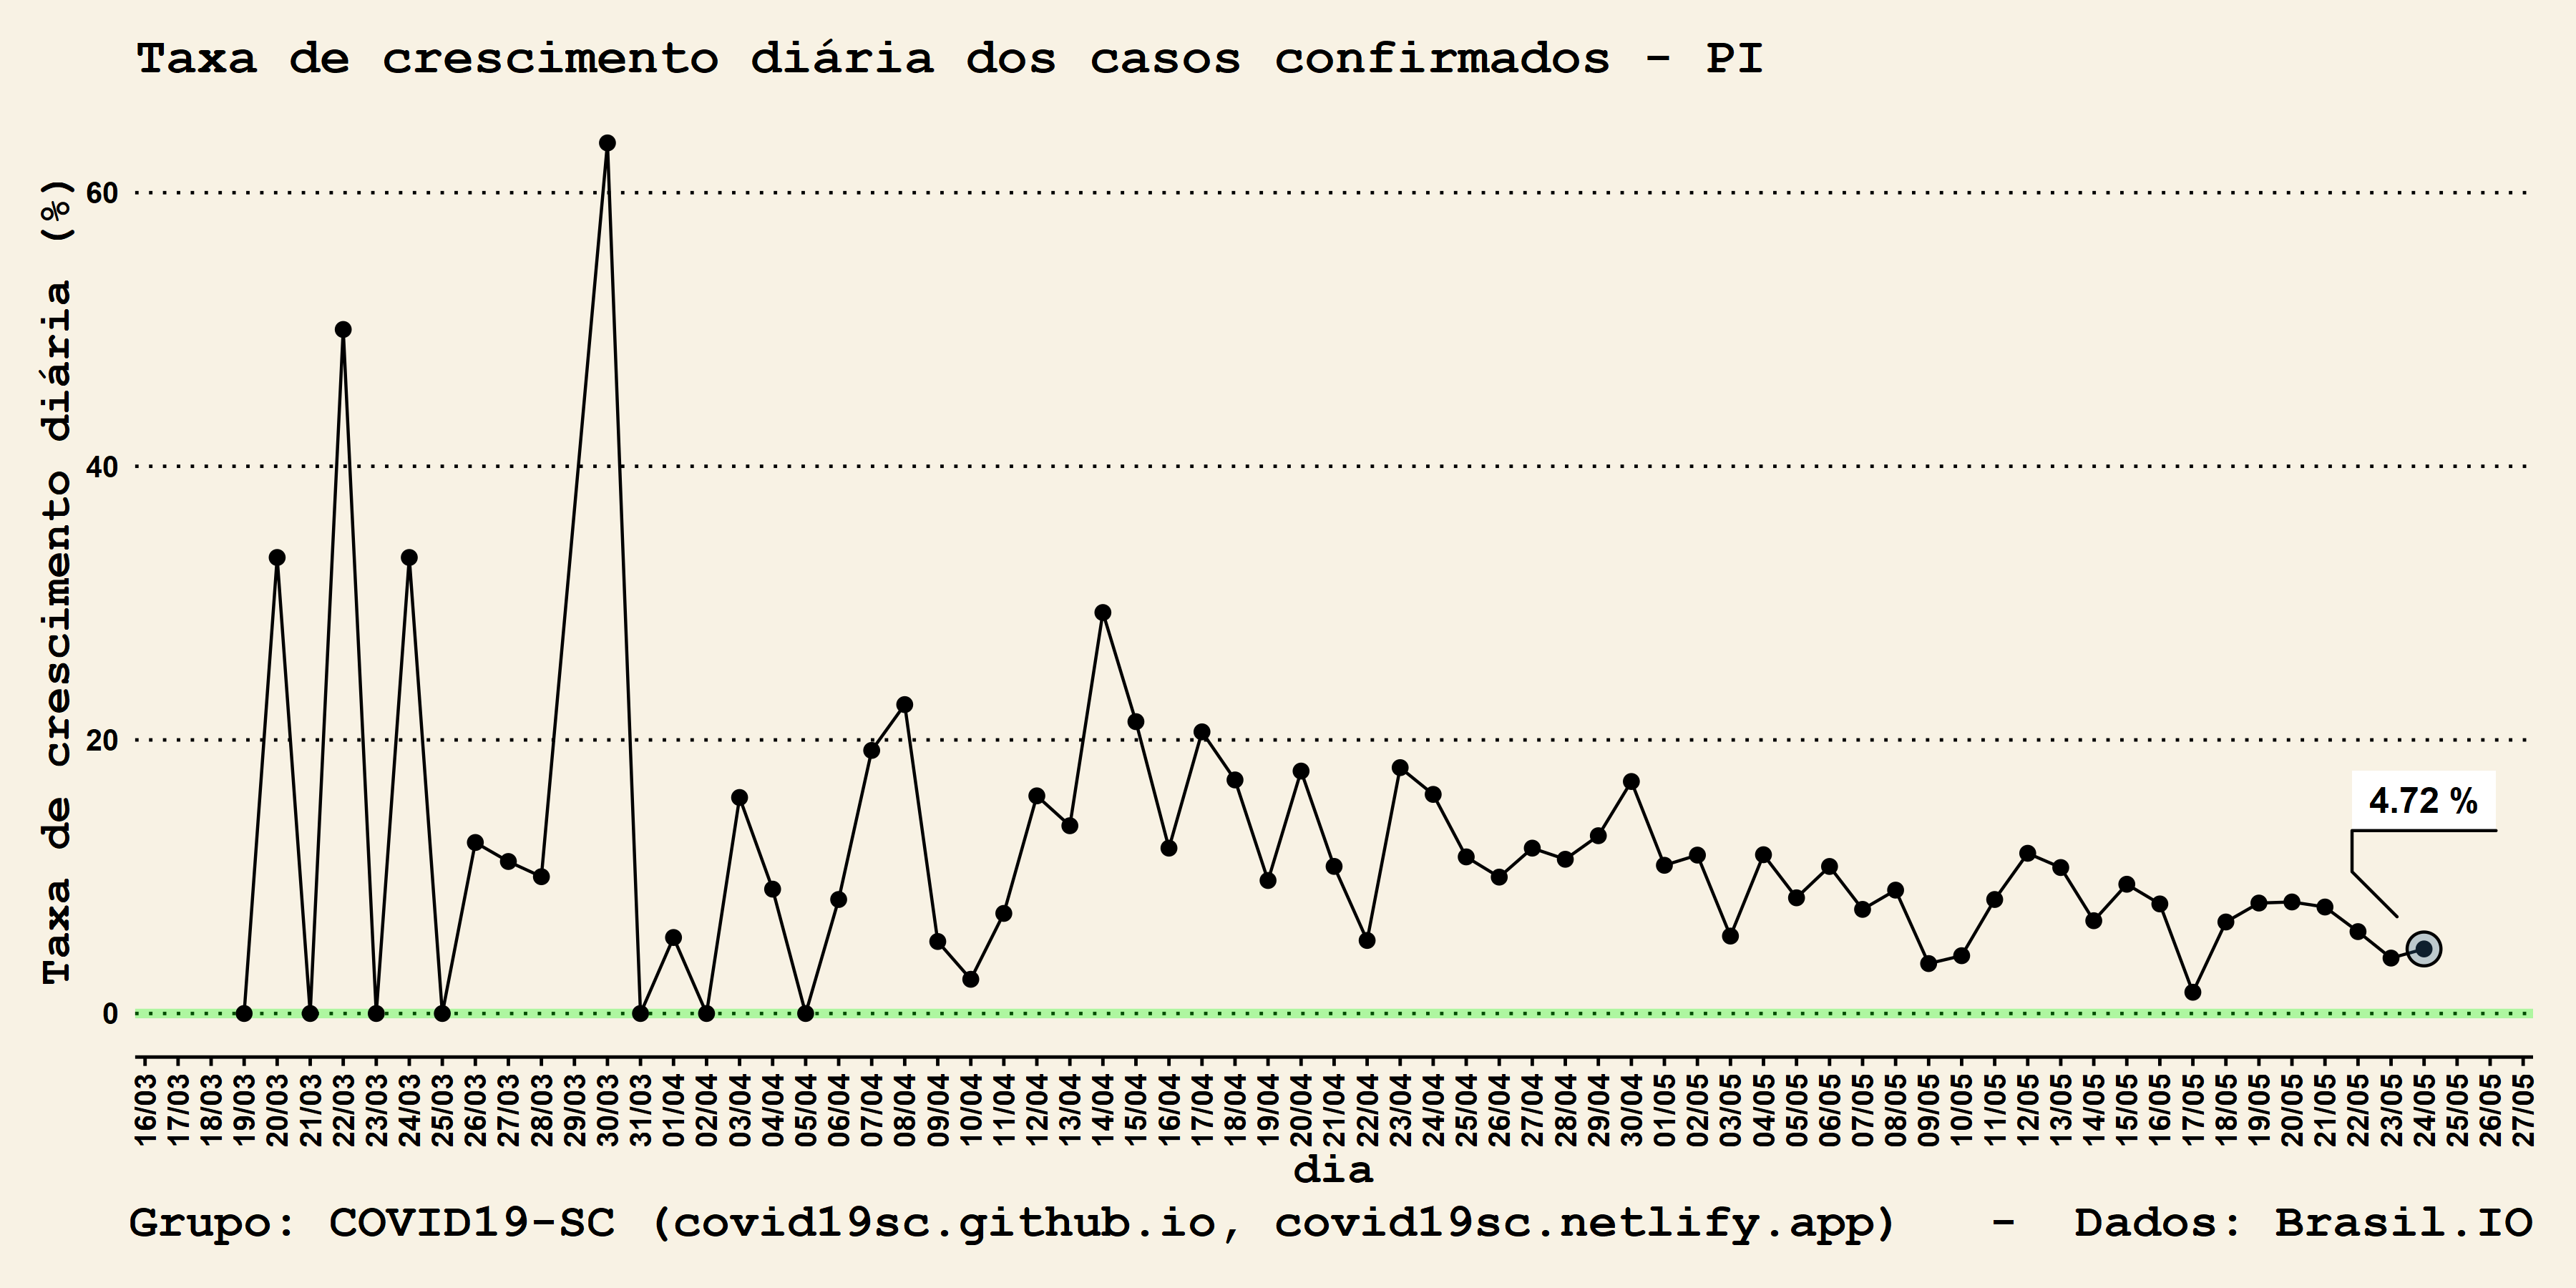 Taxa de crescimento diária dos casos confirmados - PI
Taxa de crescimento diária (%)
60
40
20
0
4.72 %
16/03 17/03 18/03 19/03 20/03 21/03 22/03 23/03 24/03 25/03 26/03 27/03 28/03 29/03 30/03 31/03 01/04 02/04 03/04 04/04 05/04 06/04 07/04 08/04 09/04 10/04 11/04 12/04 13/04 14/04 15/04 16/04 17/04 18/04 19/04 20/04 21/04 22/04 23/04 24/04 25/04 26/04 27/04 28/04 29/04 30/04 01/05 02/05 03/05 04/05 05/05 06/05 07/05 08/05 09/05 10/05 11/05 12/05 13/05 14/05 15/05 16/05 17/05 18/05 19/05 20/05 21/05 22/05 23/05 24/05 25/05 26/05 27/05
dia
Grupo: COVID19-SC (covid19sc.github.io, covid19sc.netlify.app) - Dados: Brasil.IO